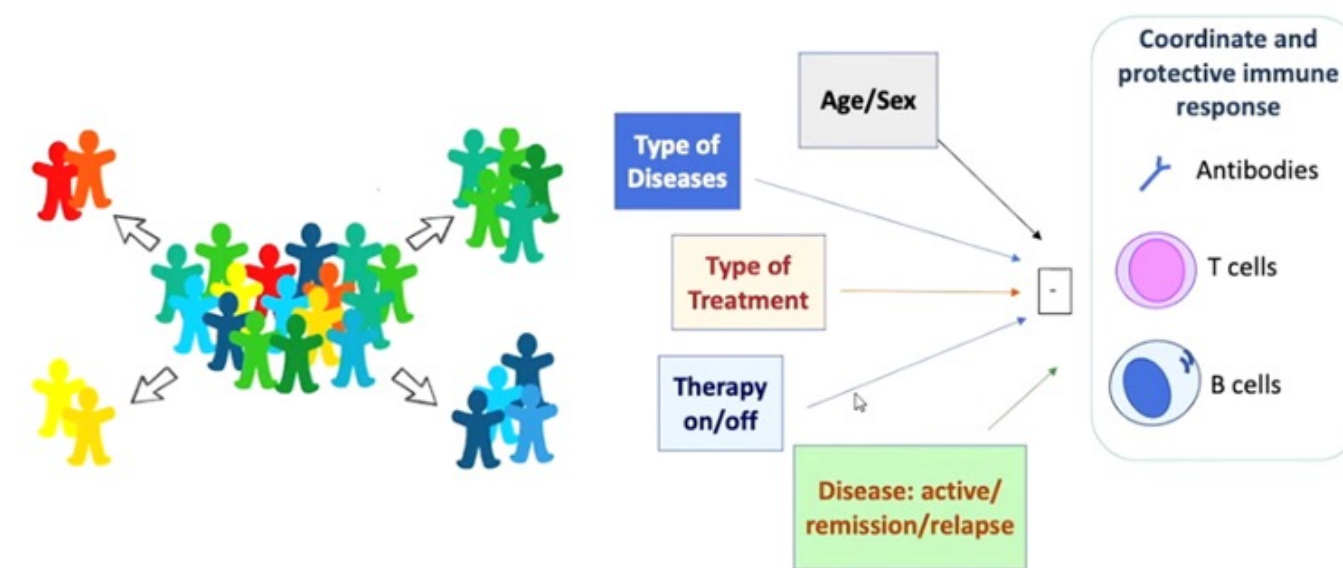 Age/Sex
Type of
Diseases
Type of
Treatment
Therapy
on/off
Disease: active/
remission/relapse
-
Coordinate and
protective immune
response
Antibodies
T cells
B cells